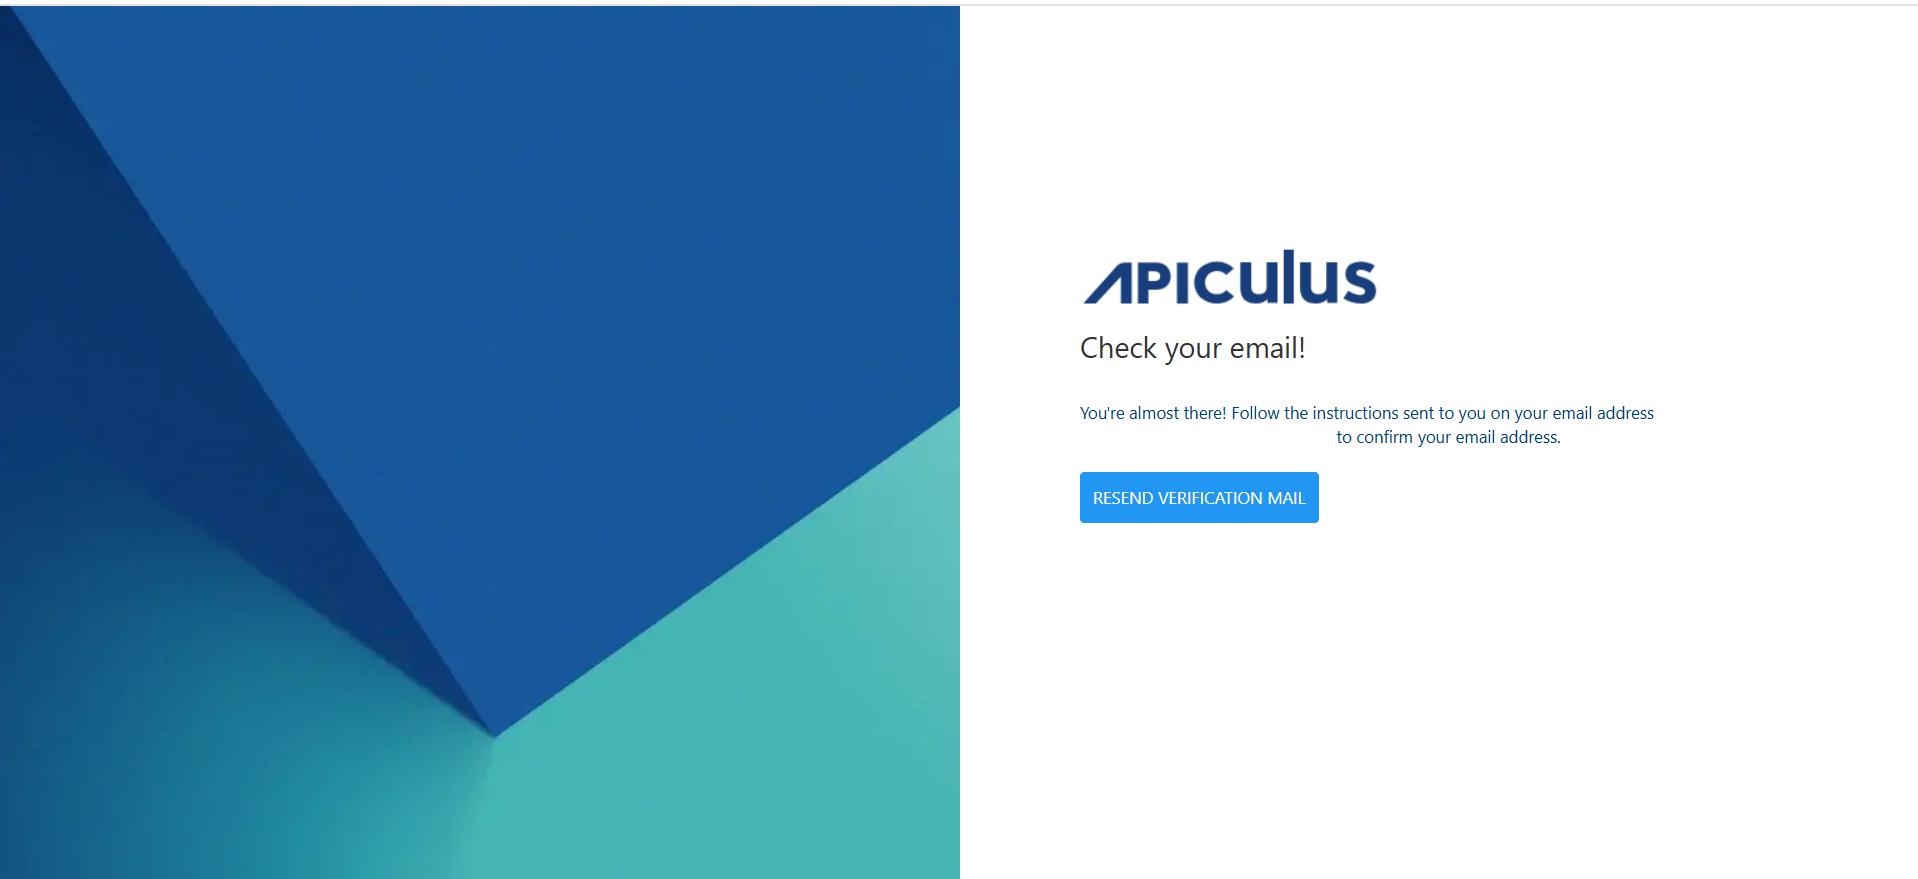 APICULUS
Check your email!
You're almost there! Follow the instructions sent to you on your email address
to confirm your email address.
RESEND VERIFICATION MAIL